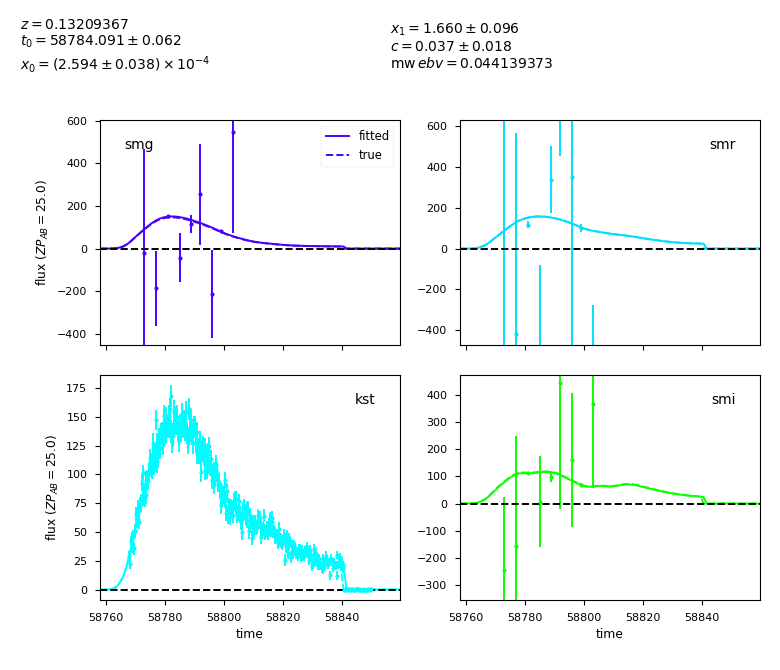 z = 0.13209367
t₀ = 58784.091 ± 0.062
x₀ = (2.594 ± 0.038) × 10⁻⁴
x₁ = 1.660 ± 0.096
c = 0.037 ± 0.018
mw ebv = 0.044139373
600
400
200
0
−200
−400
flux (ZP_AB = 25.0)
smg
fitted
true
600
400
200
0
−200
−400
smr
175
150
125
100
75
50
25
0
flux (ZP_AB = 25.0)
kst
58760 58780 58800 58820 58840
time
400
300
200
100
0
−100
−200
−300
smi
58760 58780 58800 58820 58840
time